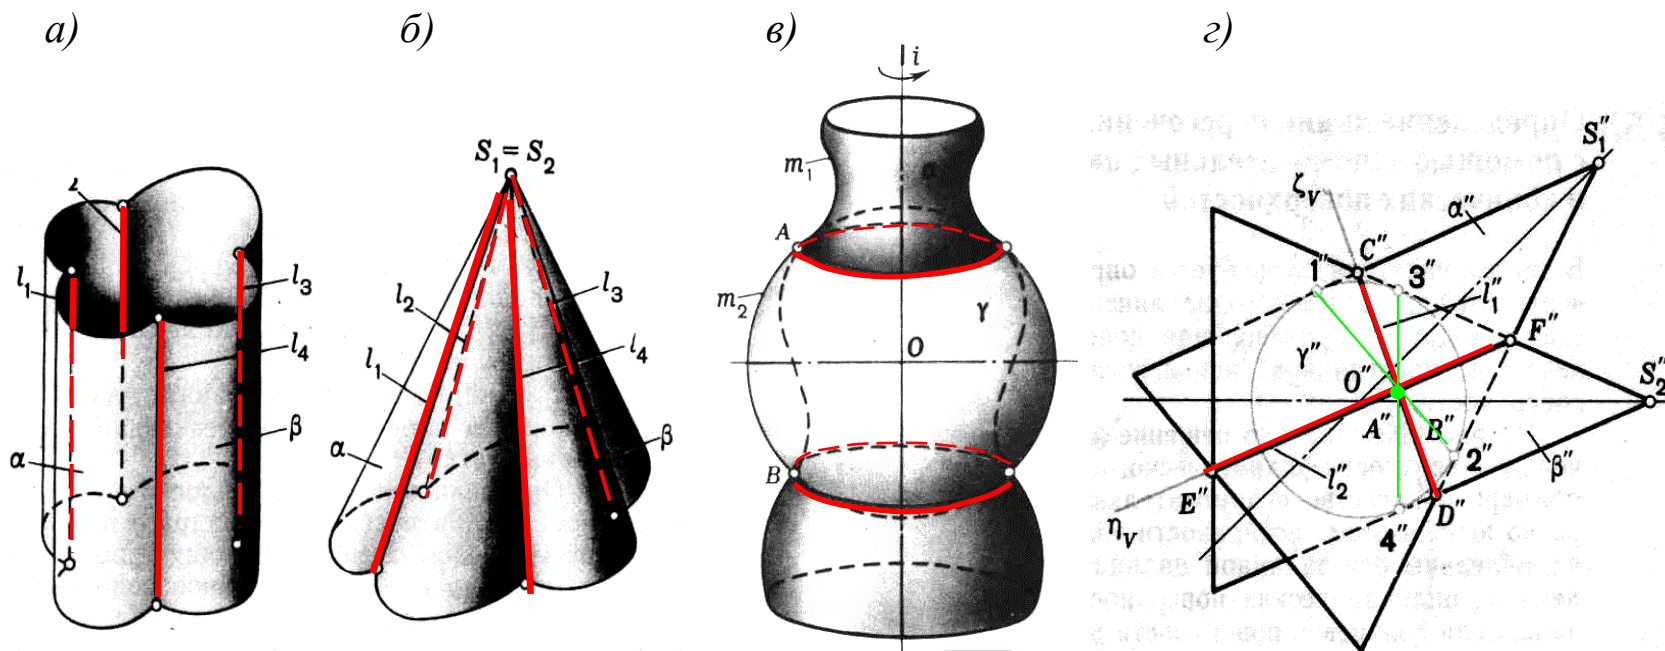 а)
б)
в)
г)
2
l₁
l₃
l₄
α
β
S₁ = S₂
l₂
l₃
l₁
l₄
α
β
i
m₁
α
A
m₂
γ
O
B
S₁"
ζV
α"
C"
1"
3"
l₁"
F"
γ"
O"
S₂"
A"
B"
2"
β"
E"
l₂"
D"
4"
ηV